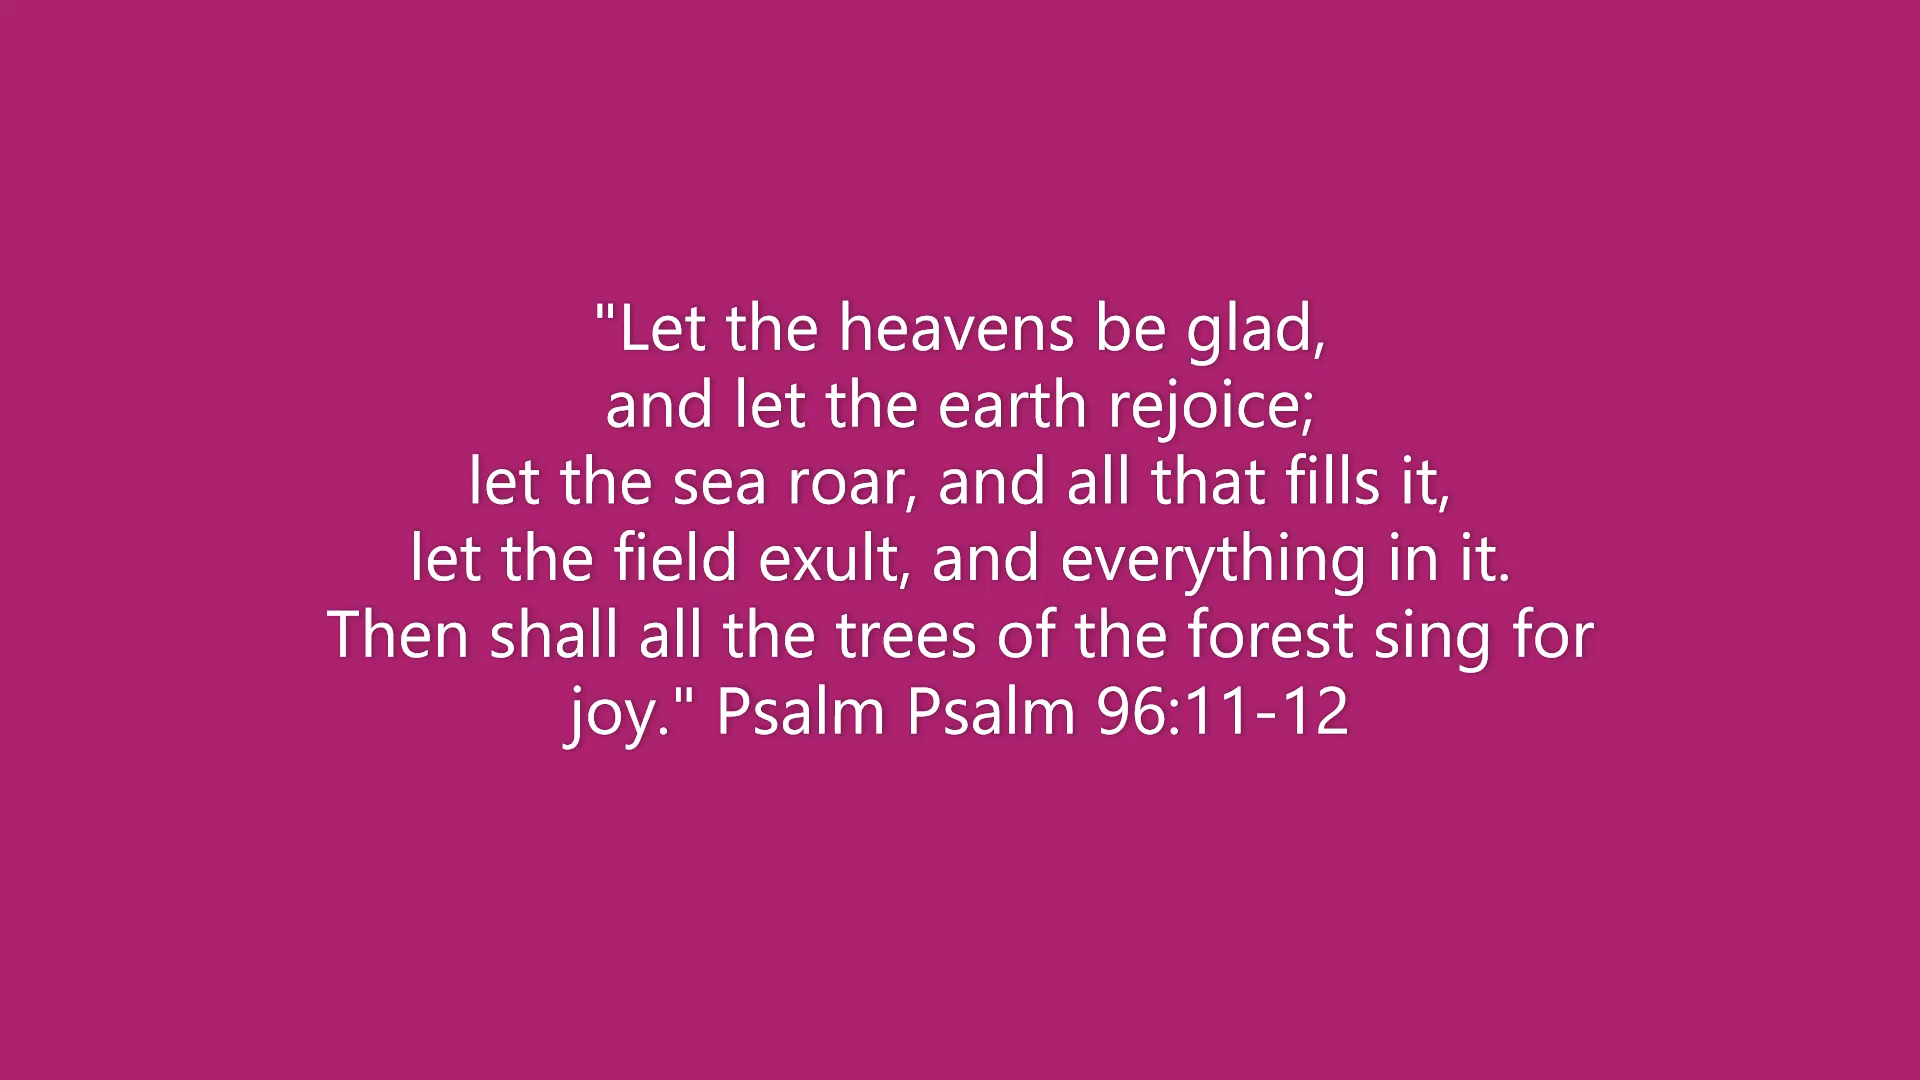 "Let the heavens be glad,
and let the earth rejoice;
let the sea roar, and all that fills it,
let the field exult, and everything in it.
Then shall all the trees of the forest sing for
joy." Psalm Psalm 96:11-12